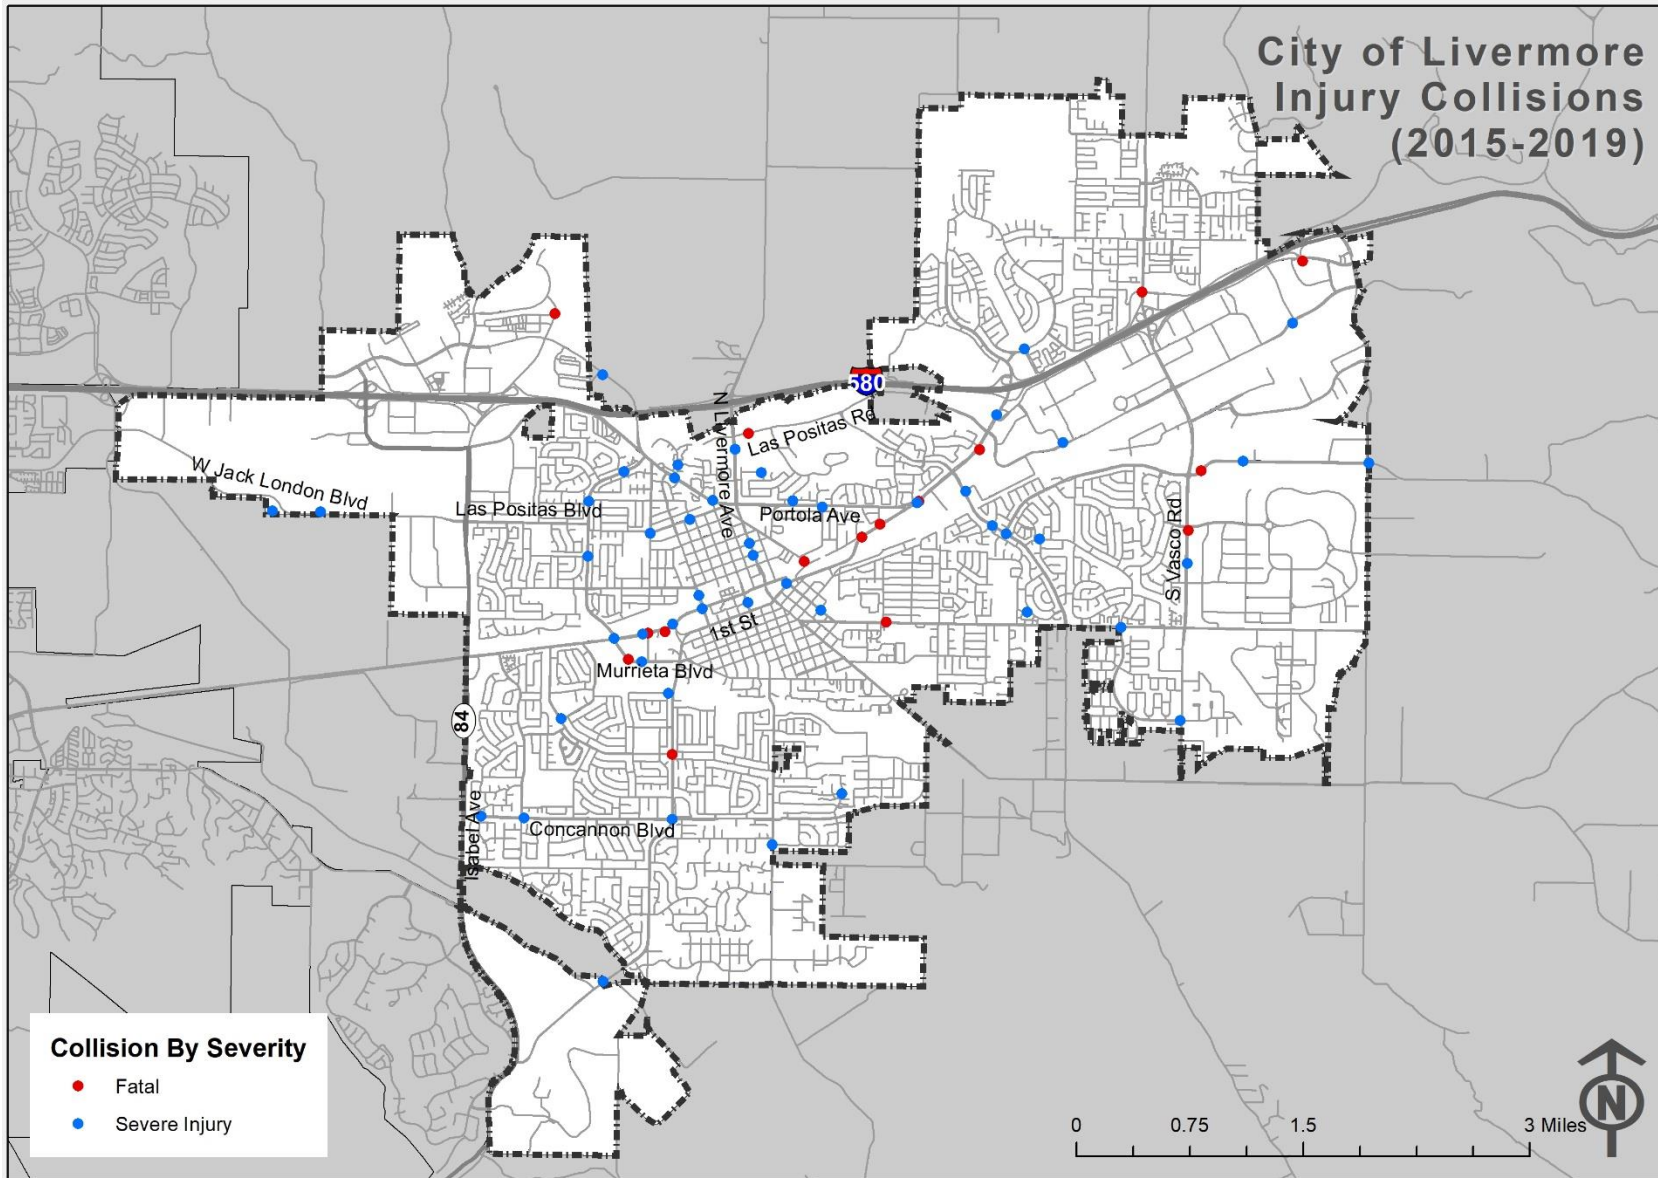 City of Livermore
Injury Collisions
(2015-2019)
580
N Livermore Ave
Las Positas Rd
W Jack London Blvd
Las Positas Blvd
Portola Ave
S Vasco Rd
1st St
Murrieta Blvd
84
Isabel Ave
Concannon Blvd
Collision By Severity
Fatal
Severe Injury
0 0.75 1.5 3 Miles
N